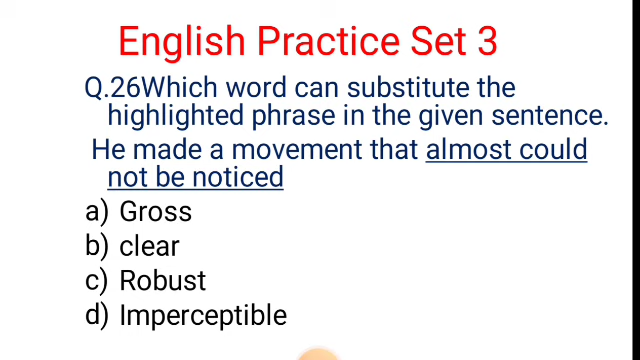 English Practice Set 3
Q.26Which word can substitute the
highlighted phrase in the given sentence.
He made a movement that almost could
not be noticed
a) Gross
b) clear
c) Robust
d) Imperceptible